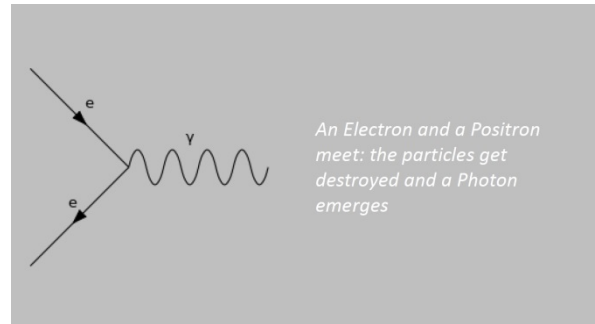 e
γ
e
An Electron and a Positron
meet: the particles get
destroyed and a Photon
emerges